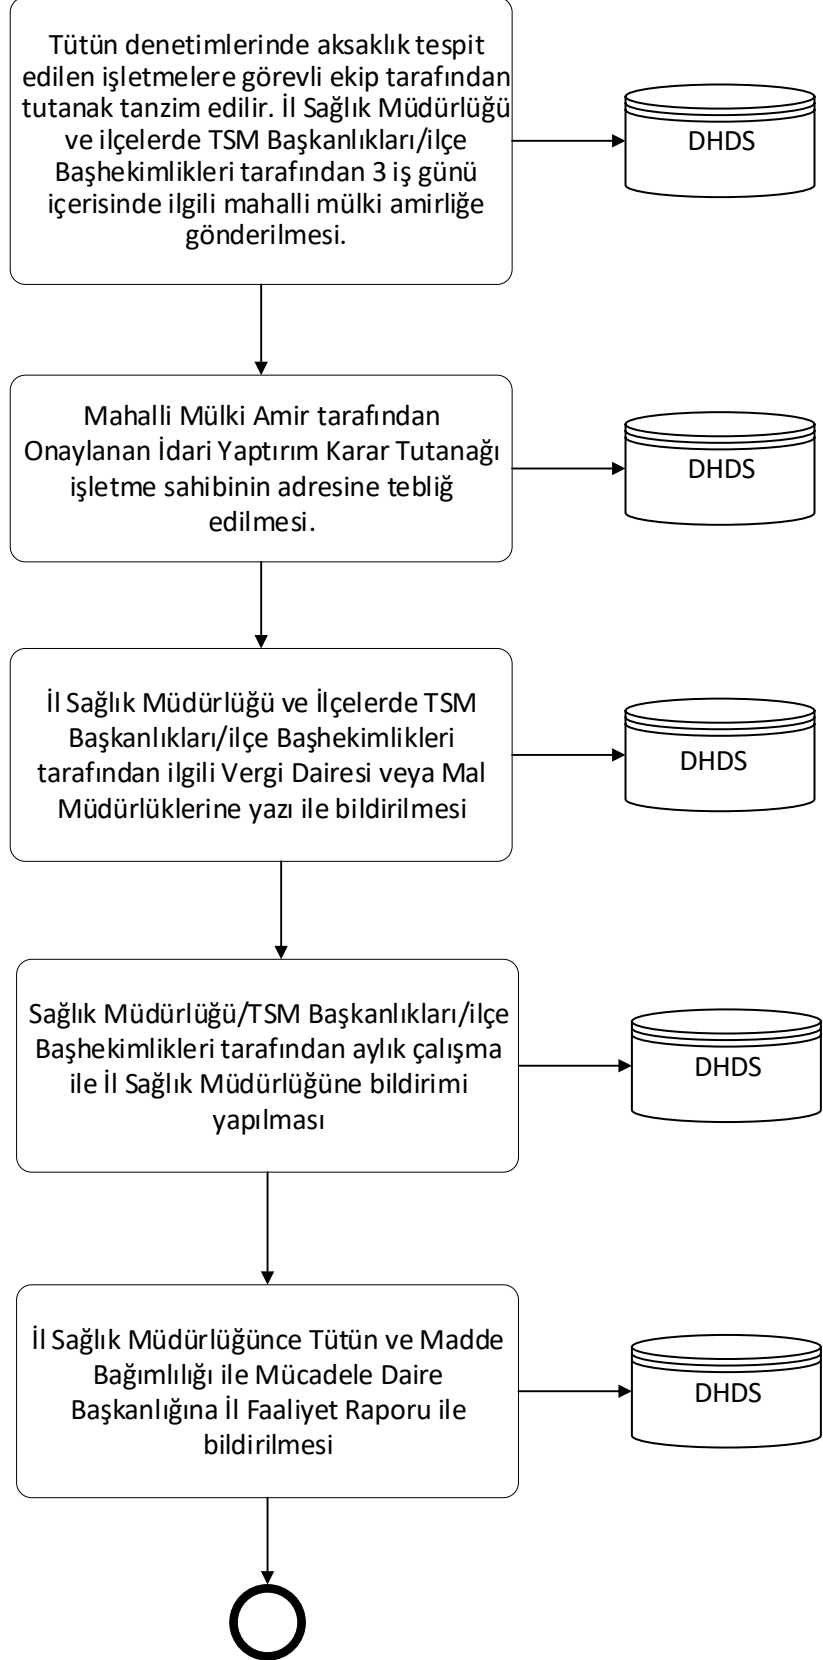 Tütün denetimlerinde aksaklık tespit
edilen işletmelere görevli ekip tarafından
tutanak tanzim edilir. İl Sağlık Müdürlüğü
ve ilçelerde TSM Başkanlıkları/ilçe
Başhekimlikleri tarafından 3 iş günü
içerisinde ilgili mahalli mülki amirliğe
gönderilmesi.
DHDS
Mahalli Mülki Amir tarafından
Onaylanan İdari Yaptırım Karar Tutanağı
işletme sahibinin adresine tebliğ
edilmesi.
DHDS
İl Sağlık Müdürlüğü ve İlçelerde TSM
Başkanlıkları/ilçe Başhekimlikleri
tarafından ilgili Vergi Dairesi veya Mal
Müdürlüklerine yazı ile bildirilmesi
DHDS
Sağlık Müdürlüğü/TSM Başkanlıkları/ilçe
Başhekimlikleri tarafından aylık çalışma
ile İl Sağlık Müdürlüğüne bildirimi
yapılması
DHDS
İl Sağlık Müdürlüğünce Tütün ve Madde
Bağımlılığı ile Mücadele Daire
Başkanlığına İl Faaliyet Raporu ile
bildirilmesi
DHDS